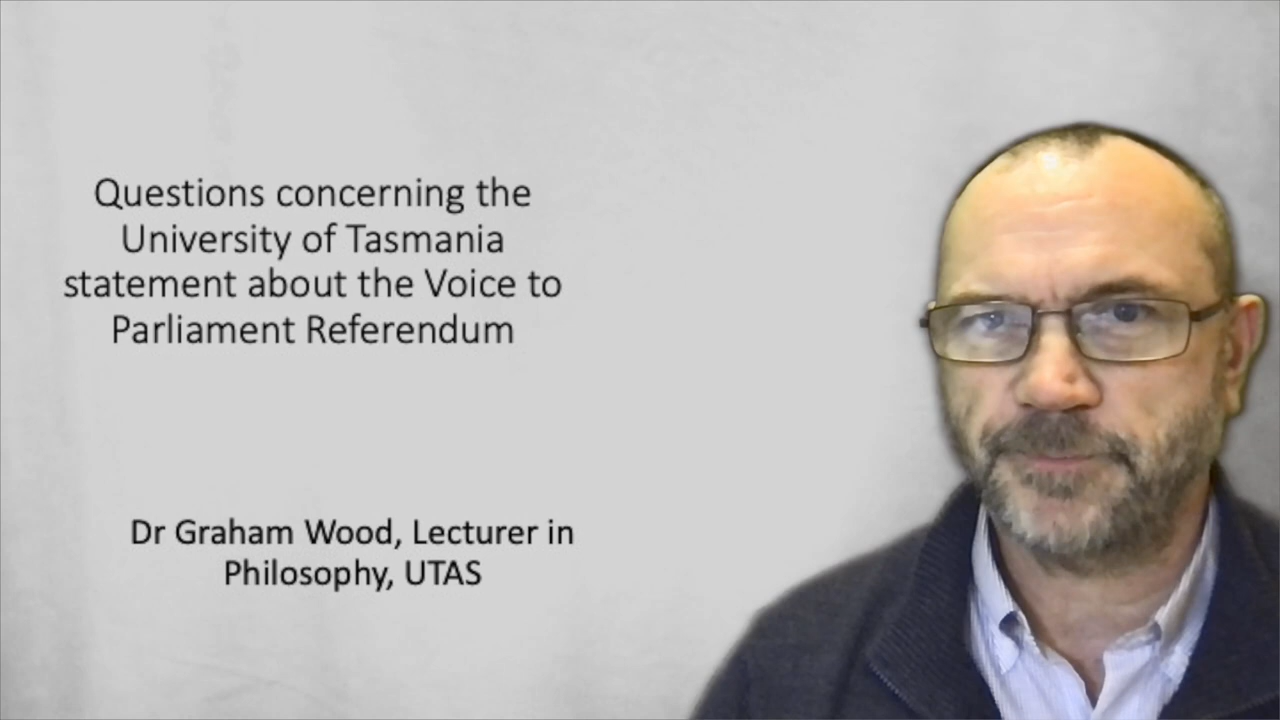 Questions concerning the
University of Tasmania
statement about the Voice to
Parliament Referendum
Dr Graham Wood, Lecturer in
Philosophy, UTAS